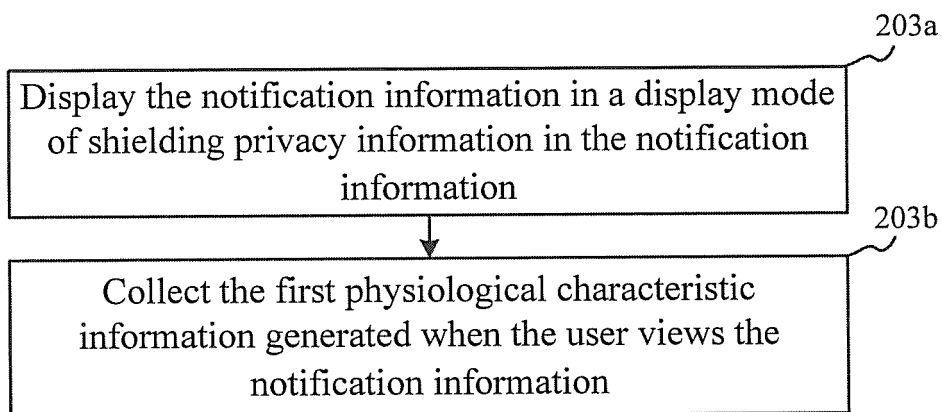 203a
Display the notification information in a display mode
of shielding privacy information in the notification
information
203b
Collect the first physiological characteristic
information generated when the user views the
notification information